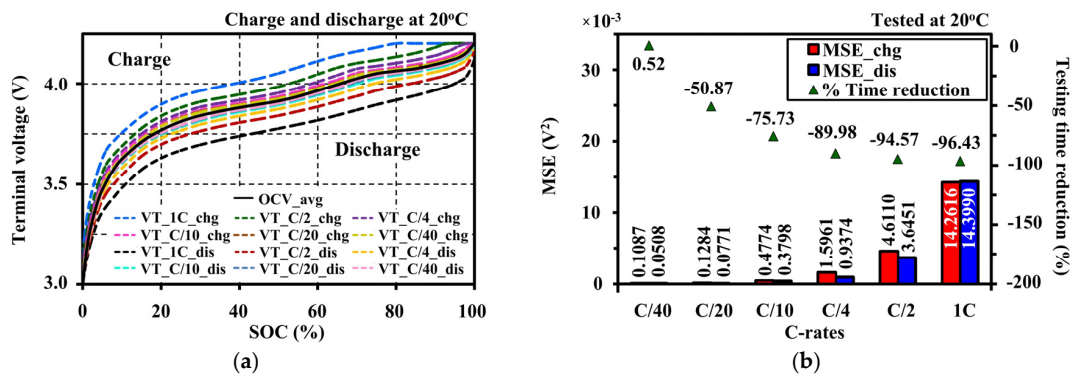 Charge and discharge at 20°C
Terminal voltage (V)
4.0
3.5
3.0
Charge
Discharge
OCV_avg
VT_1C_chg VT_C/2_chg VT_C/4_chg
VT_C/10_chg VT_C/20_chg VT_C/40_chg
VT_1C_dis VT_C/2_dis VT_C/4_dis
VT_C/10_dis VT_C/20_dis VT_C/40_dis
0 20 40 60 80 100
SOC (%)
(a)
×10⁻³ Tested at 20°C
MSE (V²)
30
20
10
0
MSE_chg
MSE_dis
% Time reduction
0.52
-50.87
-75.73
-89.98
-94.57
-96.43
0.1087
0.0508
0.1284
0.0771
0.4774
0.3798
1.5961
0.9374
4.6110
3.6451
14.2616
14.3990
0
-50
-100
-150
-200
Testing time reduction (%)
C/40 C/20 C/10 C/4 C/2 1C
C-rates
(b)